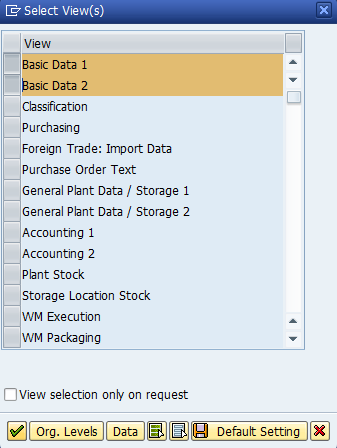 Select View(s)
View
Basic Data 1
Basic Data 2
Classification
Purchasing
Foreign Trade: Import Data
Purchase Order Text
General Plant Data / Storage 1
General Plant Data / Storage 2
Accounting 1
Accounting 2
Plant Stock
Storage Location Stock
WM Execution
WM Packaging
View selection only on request
Org. Levels Data Default Setting